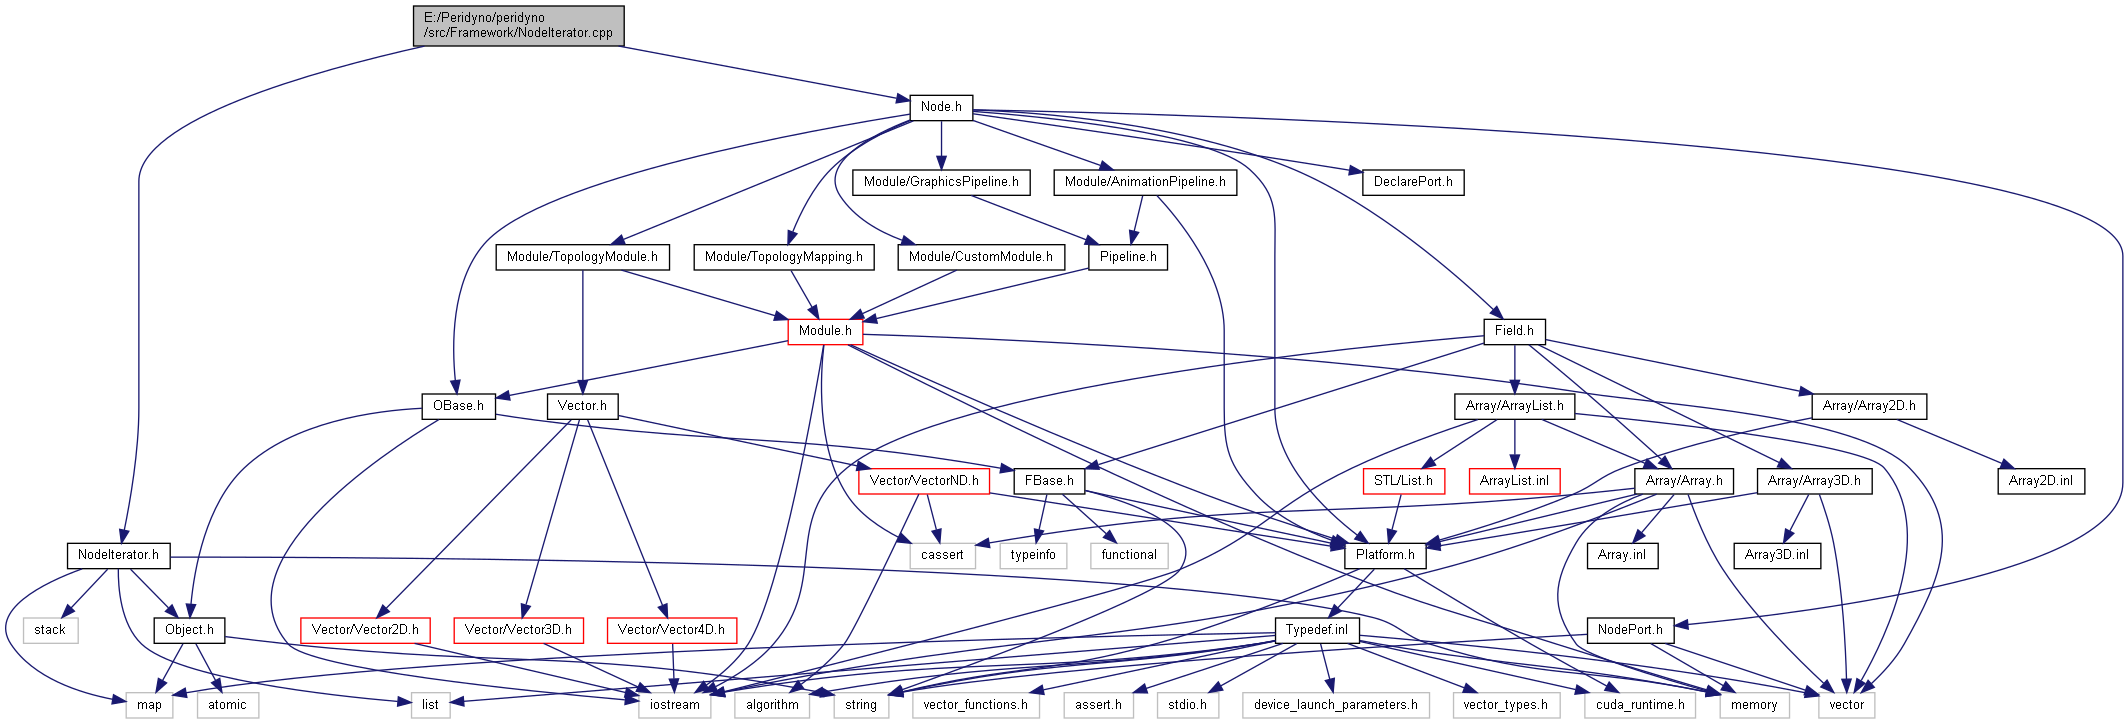 E:/Peridyno/peridyno
/src/Framework/NodeIterator.cpp
Node.h
Module/GraphicsPipeline.h
Module/AnimationPipeline.h
DeclarePort.h
Module/TopologyModule.h
Module/TopologyMapping.h
Module/CustomModule.h
Pipeline.h
Module.h
Field.h
OBase.h
Vector.h
Array/ArrayList.h
Array/Array2D.h
Vector/VectorND.h
FBase.h
STL/List.h
ArrayList.inl
Array/Array.h
Array/Array3D.h
Array2D.inl
NodeIterator.h
cassert
typeinfo
functional
Platform.h
Array.inl
Array3D.inl
stack
Object.h
Vector/Vector2D.h
Vector/Vector3D.h
Vector/Vector4D.h
Typedef.inl
NodePort.h
map
atomic
list
iostream
algorithm
string
vector_functions.h
assert.h
stdio.h
device_launch_parameters.h
vector_types.h
cuda_runtime.h
memory
vector